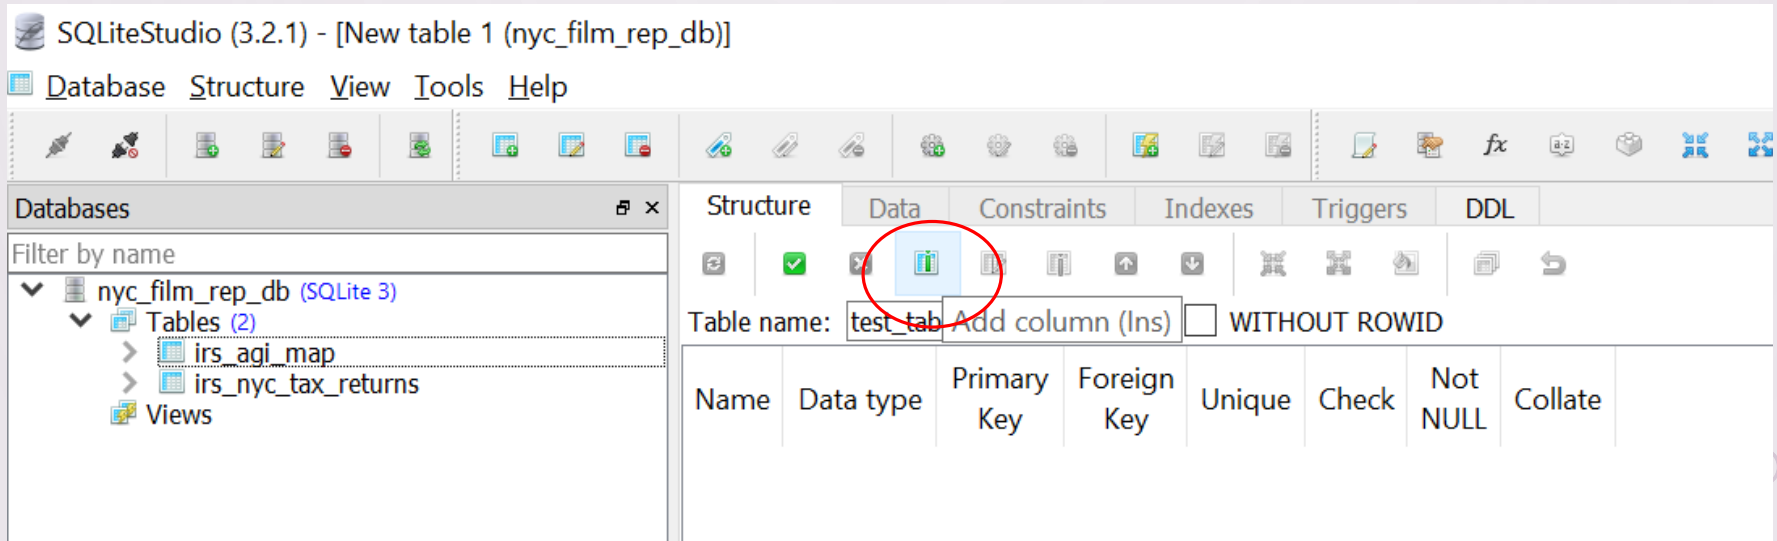 SQLiteStudio (3.2.1) - [New table 1 (nyc_film_rep_db)]
Database Structure View Tools Help
fx a·z
Databases
Structure Data Constraints Indexes Triggers DDL
Filter by name
nyc_film_rep_db (SQLite 3)
Tables (2)
irs_agi_map
irs_nyc_tax_returns
Views
Table name: test_tab Add column (Ins) WITHOUT ROWID
Name Data type Primary Key Foreign Key Unique Check Not NULL Collate